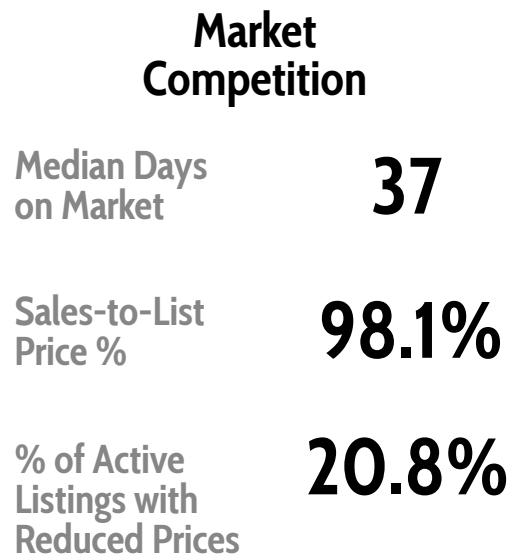 Market
Competition
Median Days
on Market
37
Sales-to-List
Price %
98.1%
% of Active
Listings with
Reduced Prices
20.8%